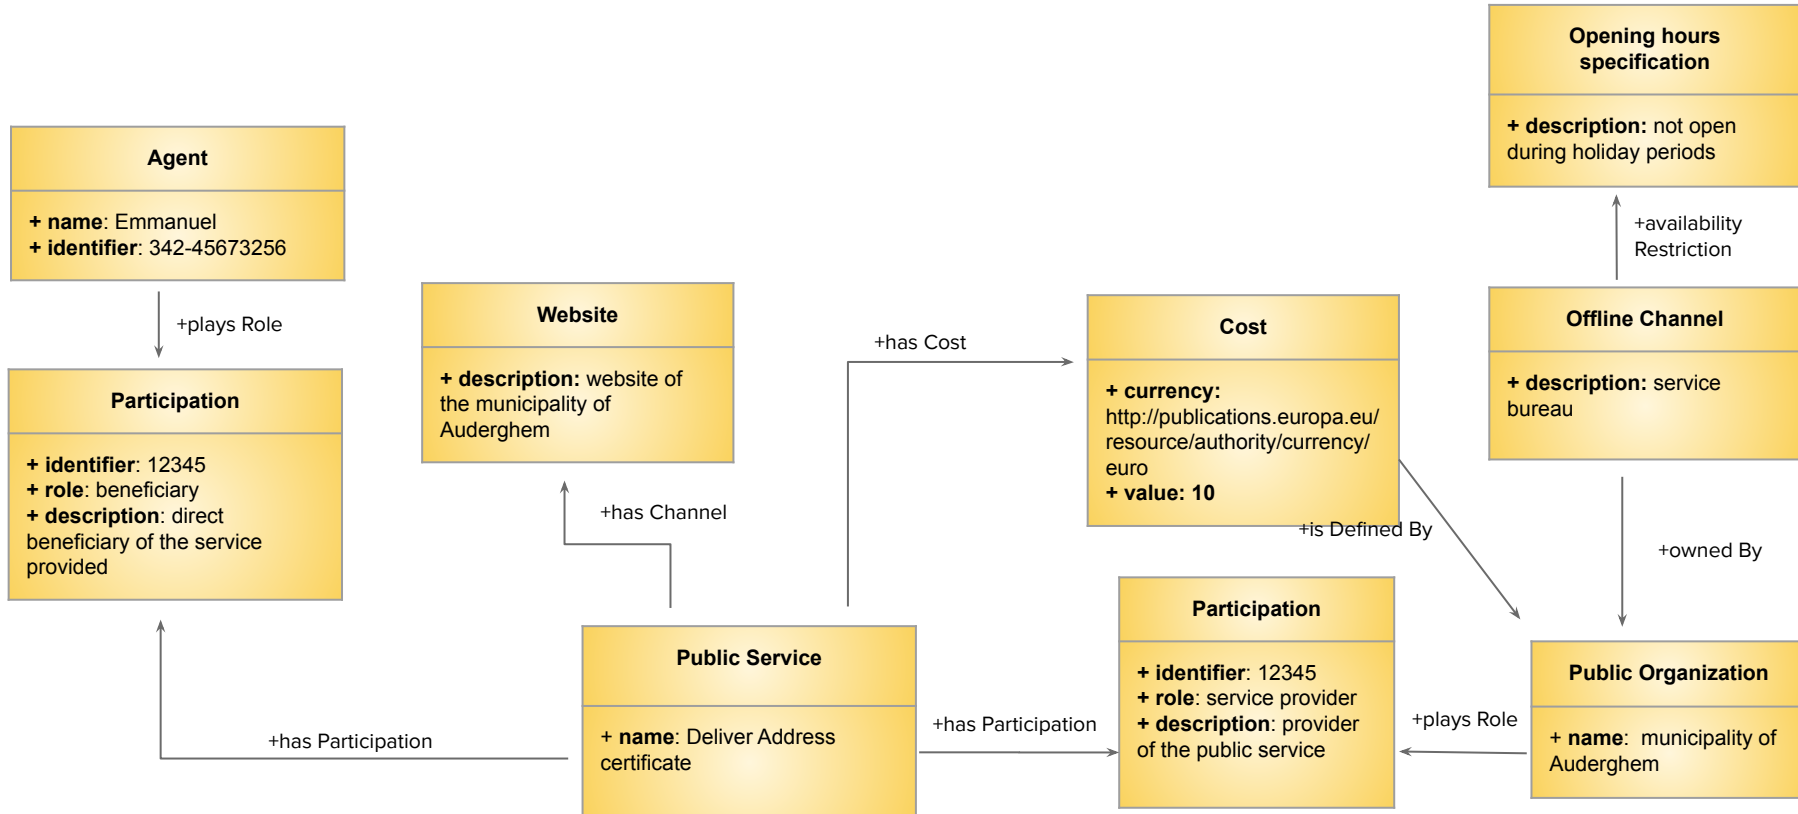 Opening hours
specification
+ description: not open
during holiday periods
+availability
Restriction
Agent
+ name: Emmanuel
+ identifier: 342-45673256
+plays Role
Participation
+ identifier: 12345
+ role: beneficiary
+ description: direct
beneficiary of the service
provided
Website
+ description: website of
the municipality of
Auderghem
+has Channel
+has Cost
Cost
+ currency:
http://publications.europa.eu/
resource/authority/currency/
euro
+ value: 10
+is Defined By
Offline Channel
+ description: service
bureau
+owned By
+has Participation
Public Service
+ name: Deliver Address
certificate
+has Participation
Participation
+ identifier: 12345
+ role: service provider
+ description: provider
of the public service
+plays Role
Public Organization
+ name: municipality of
Auderghem